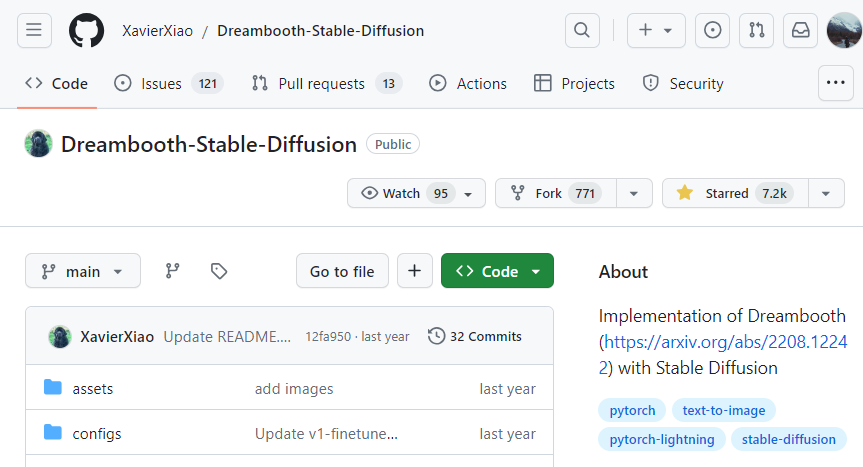 XavierXiao / Dreambooth-Stable-Diffusion
Code Issues 121 Pull requests 13 Actions Projects Security
Dreambooth-Stable-Diffusion Public
Watch 95 Fork 771 Starred 7.2k
main Go to file Code
XavierXiao Update README.... 12fa950 · last year 32 Commits
assets add images last year
configs Update v1-finetune... last year
About
Implementation of Dreambooth
(https://arxiv.org/abs/2208.1224
2) with Stable Diffusion
pytorch text-to-image
pytorch-lightning stable-diffusion